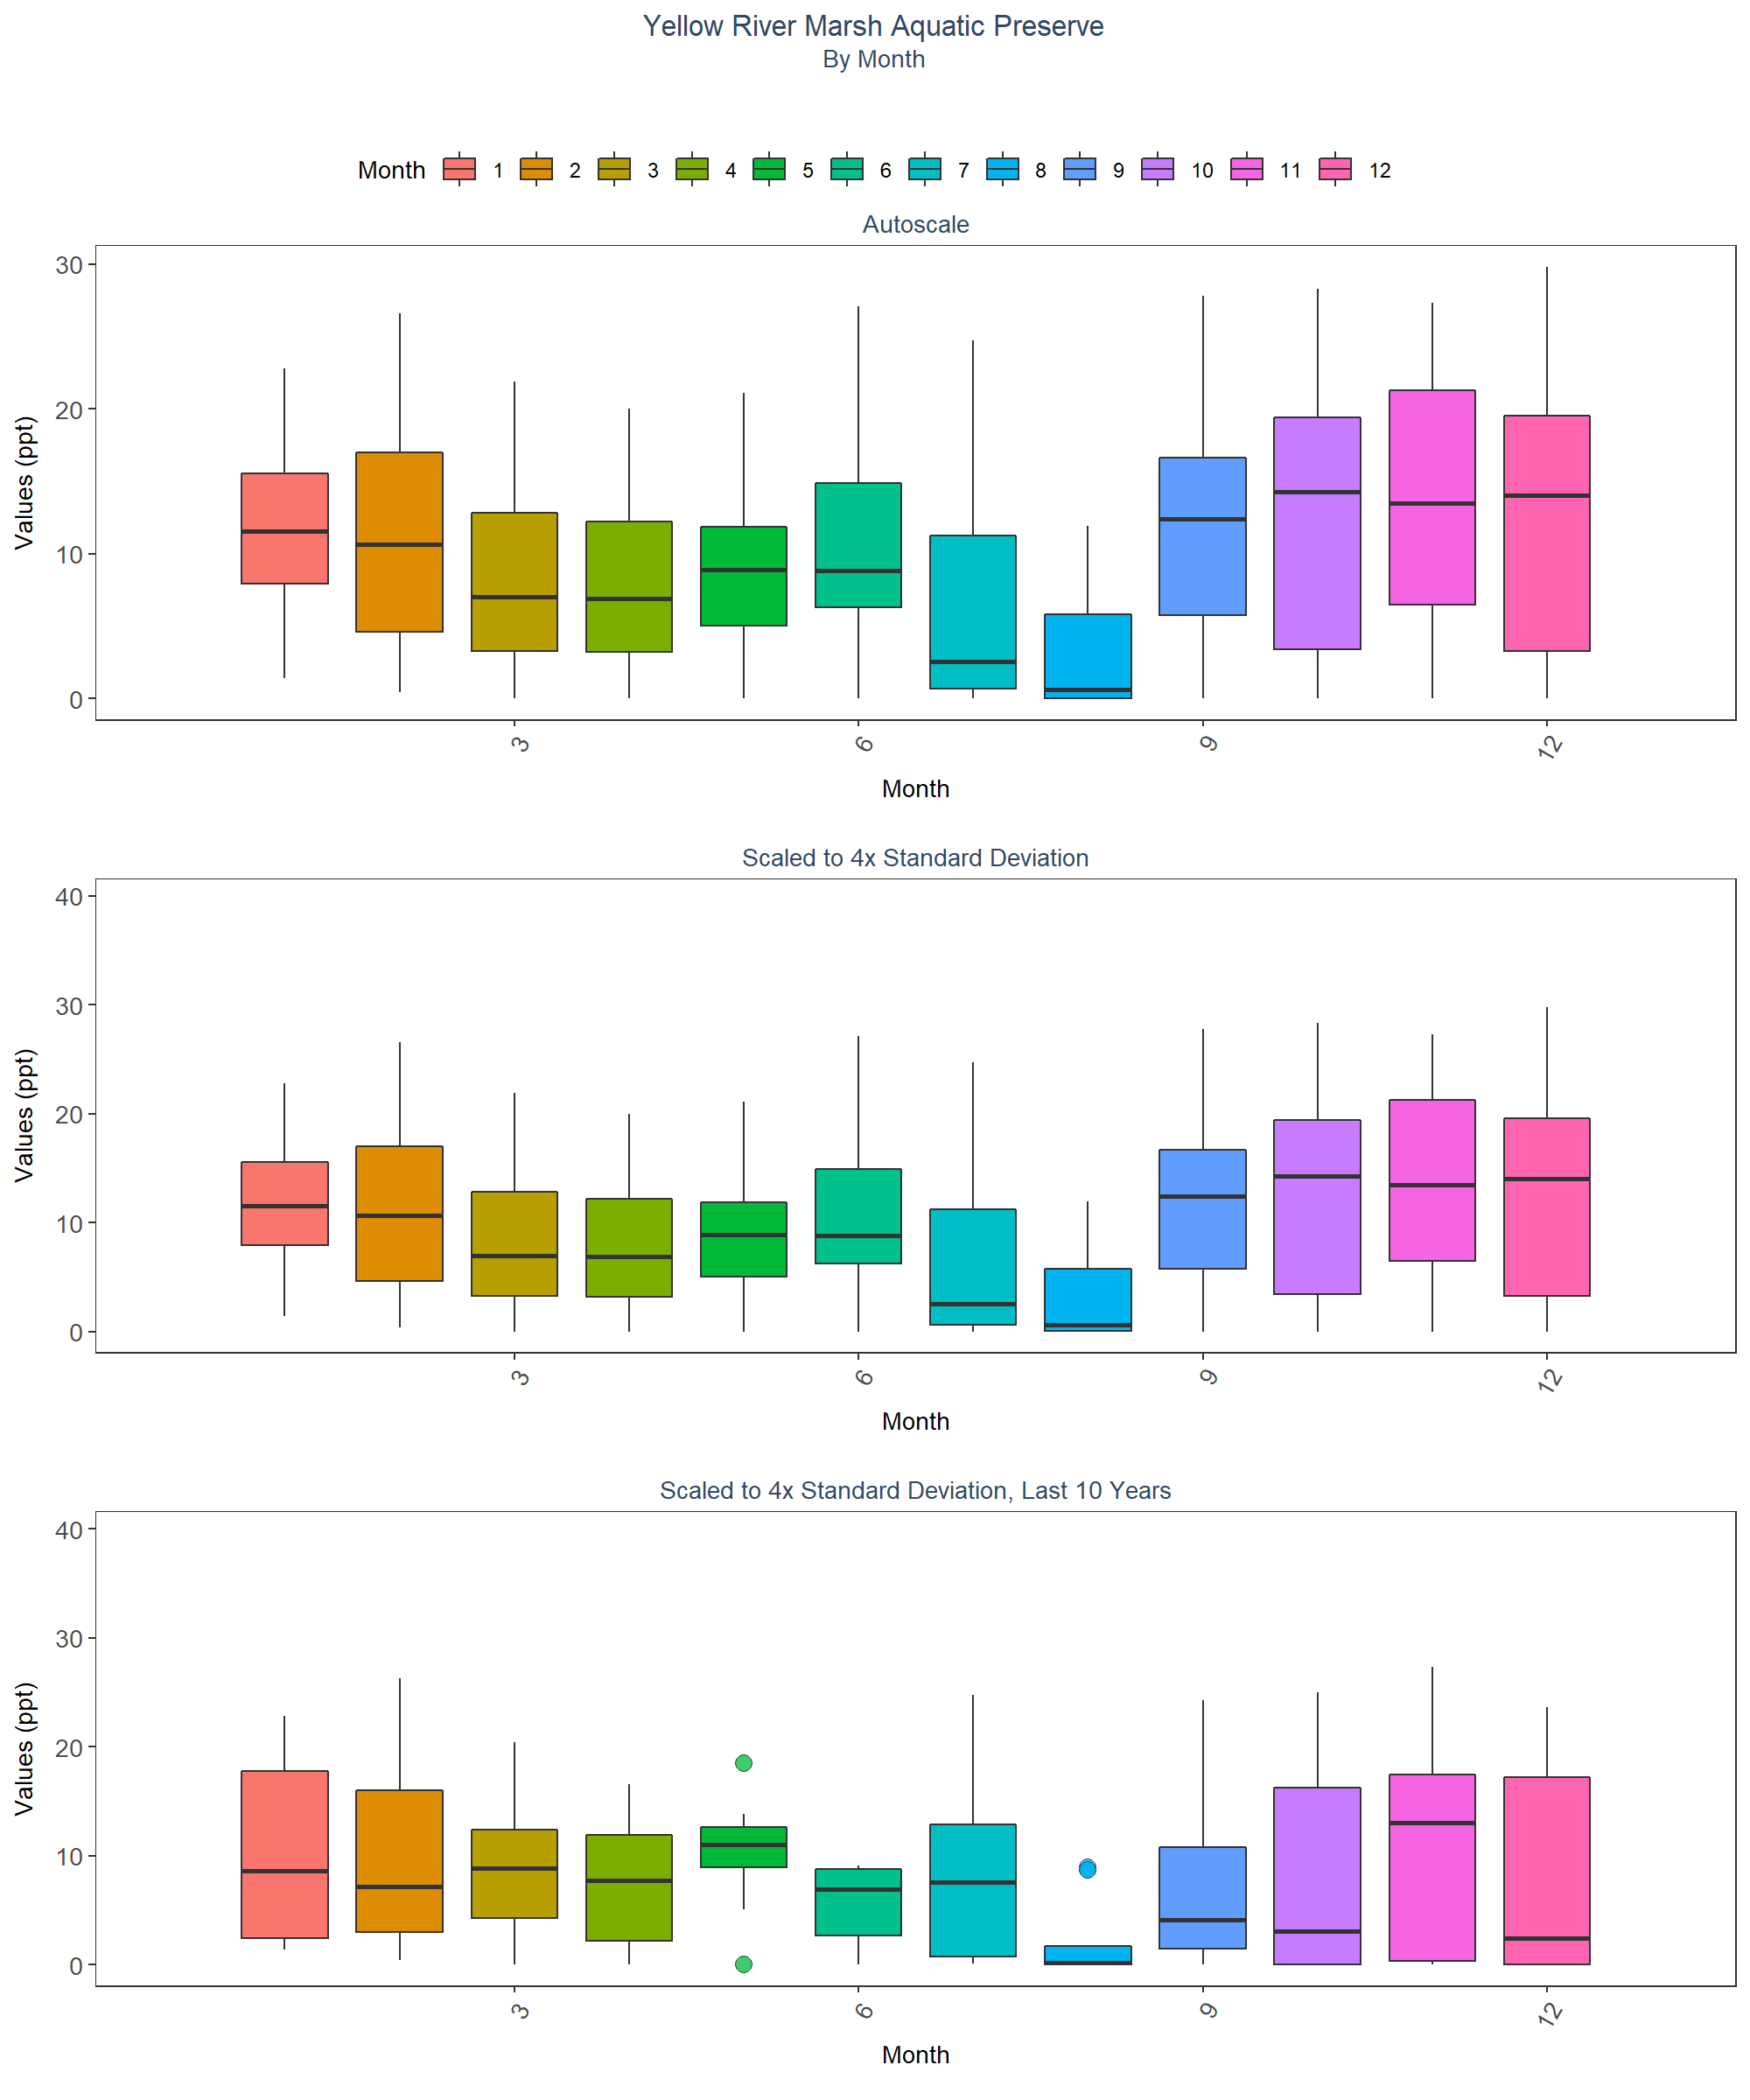 Yellow River Marsh Aquatic Preserve
By Month
Month 1 2 3 4 5 6 7 8 9 10 11 12
Autoscale
Values (ppt)
30
20
10
0
3 6 9 12
Month
Scaled to 4x Standard Deviation
Values (ppt)
40
30
20
10
0
3 6 9 12
Month
Scaled to 4x Standard Deviation, Last 10 Years
Values (ppt)
40
30
20
10
0
3 6 9 12
Month